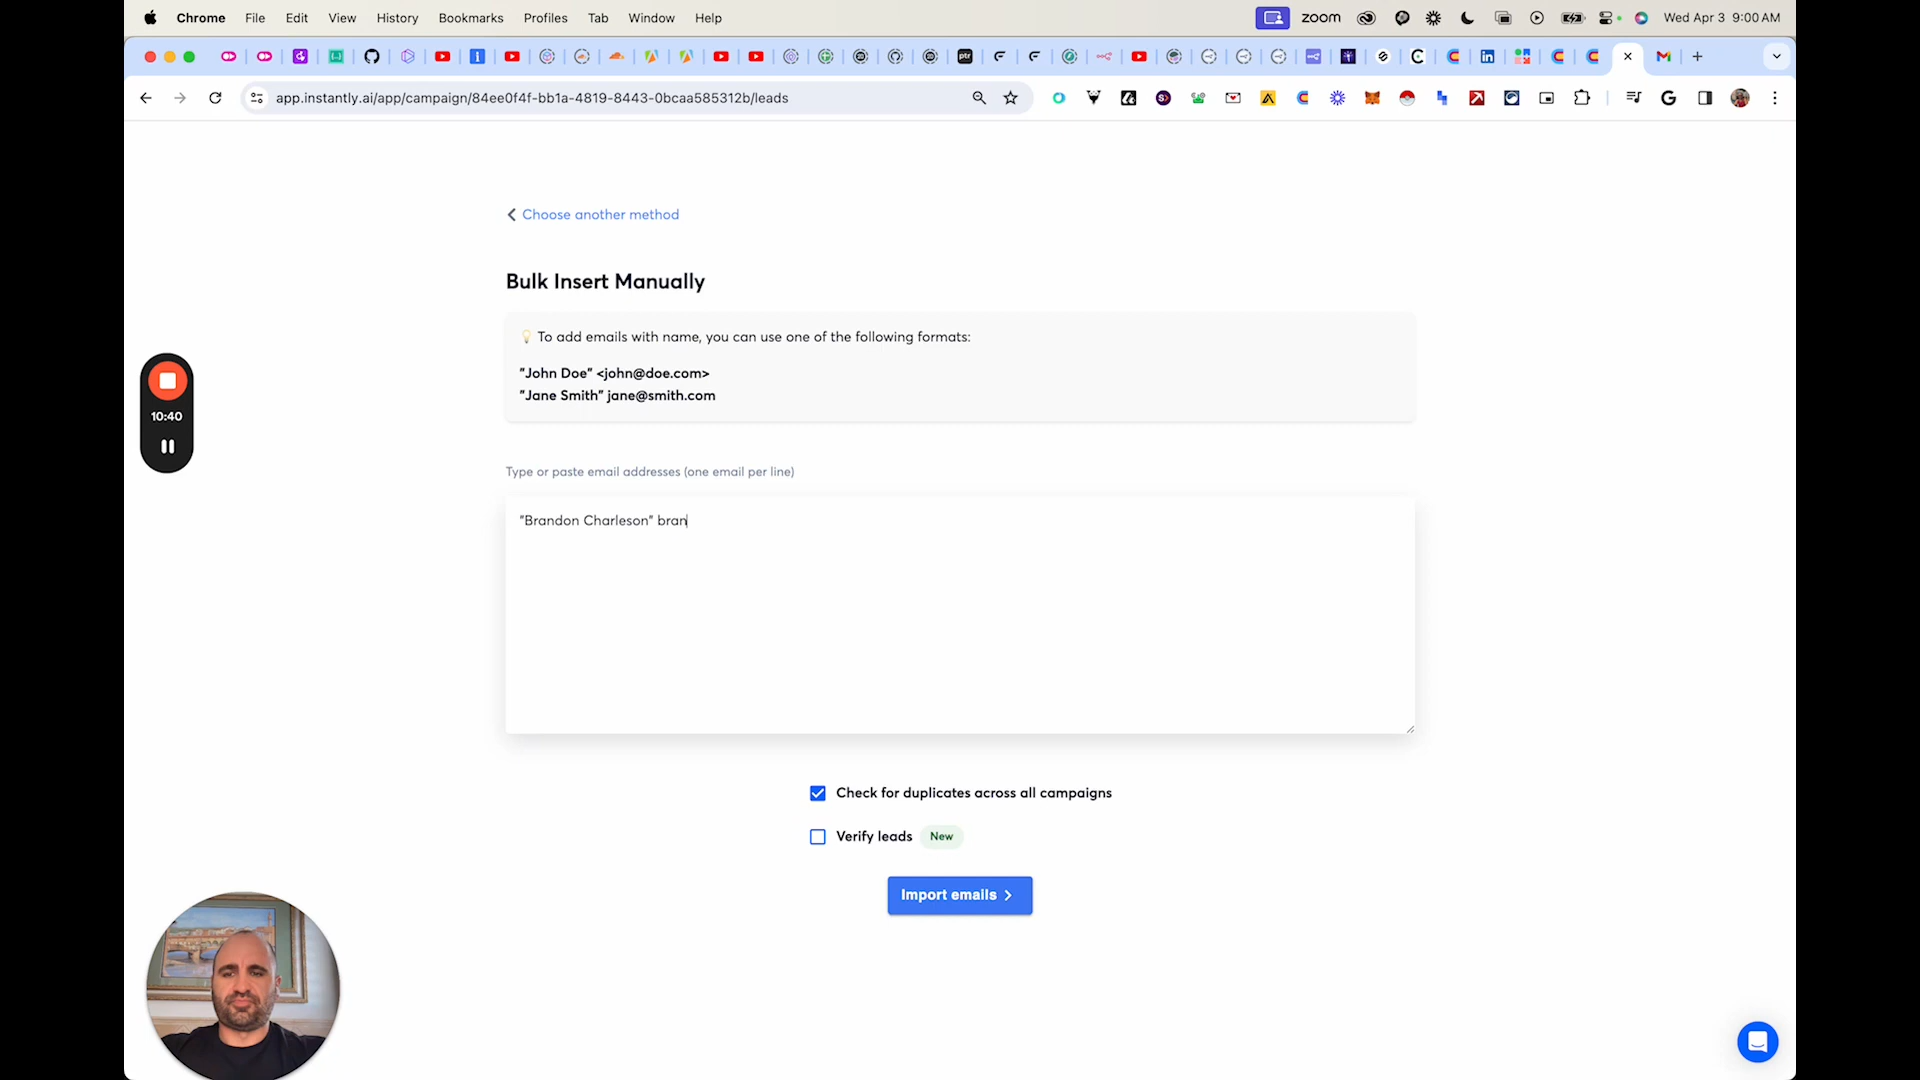 Chrome File Edit View History Bookmarks Profiles Tab Window Help zoom Wed Apr 3 9:00 AM
ptr
app.instantly.ai/app/campaign/84ee0f4f-bb1a-4819-8443-0bcaa585312b/leads
Choose another method
Bulk Insert Manually
To add emails with name, you can use one of the following formats:
"John Doe" <john@doe.com>
"Jane Smith" jane@smith.com
10:40
Type or paste email addresses (one email per line)
"Brandon Charleson" bran
Check for duplicates across all campaigns
Verify leads New
Import emails